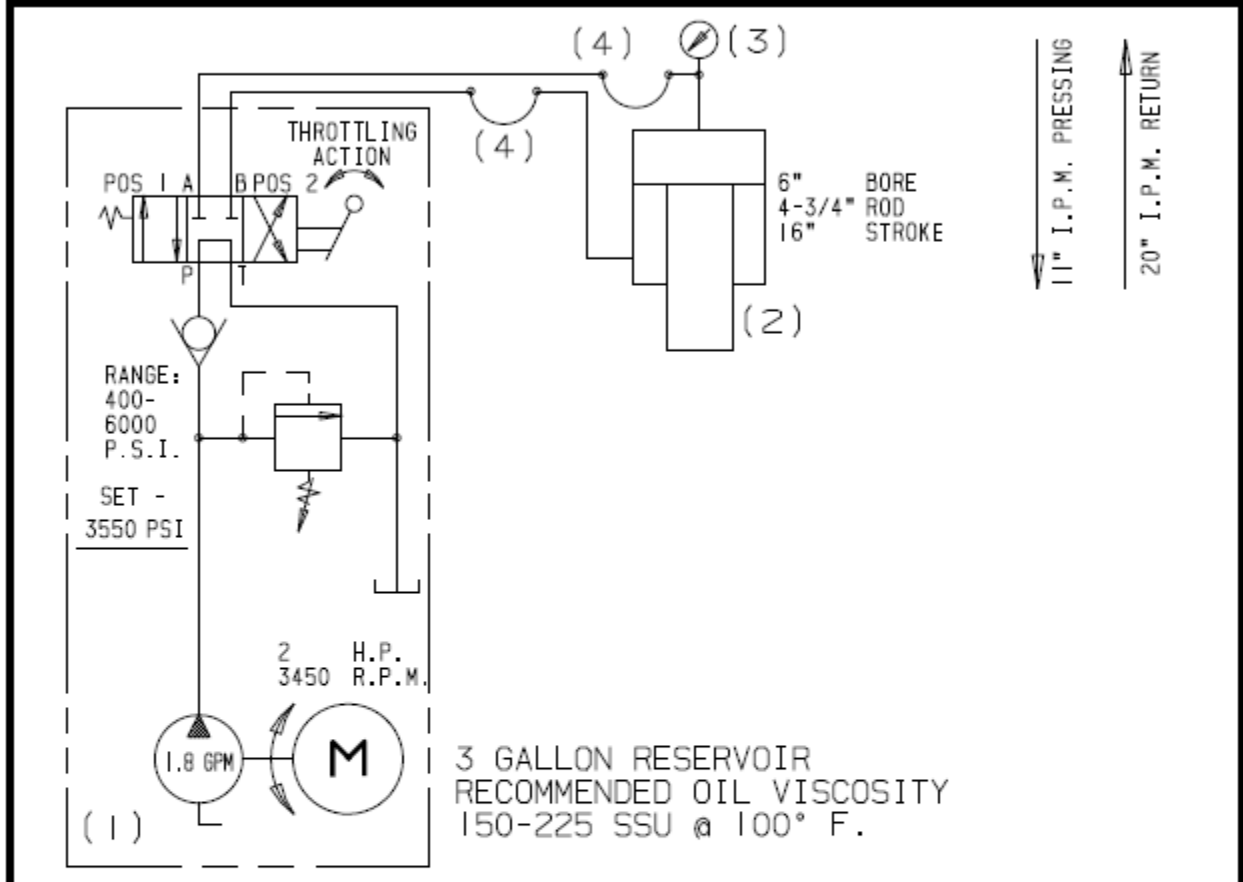 (4)
(3)
(4)
THROTTLING
ACTION
POS 1 A B POS 2
P T
6" BORE
4-3/4" ROD
16" STROKE
(2)
11" I.P.M. PRESSING
20" I.P.M. RETURN
RANGE:
400-
6000
P.S.I.
SET -
3550 PSI
2 H.P.
3450 R.P.M.
1.8 GPM
M
(1)
3 GALLON RESERVOIR
RECOMMENDED OIL VISCOSITY
150-225 SSU @ 100° F.